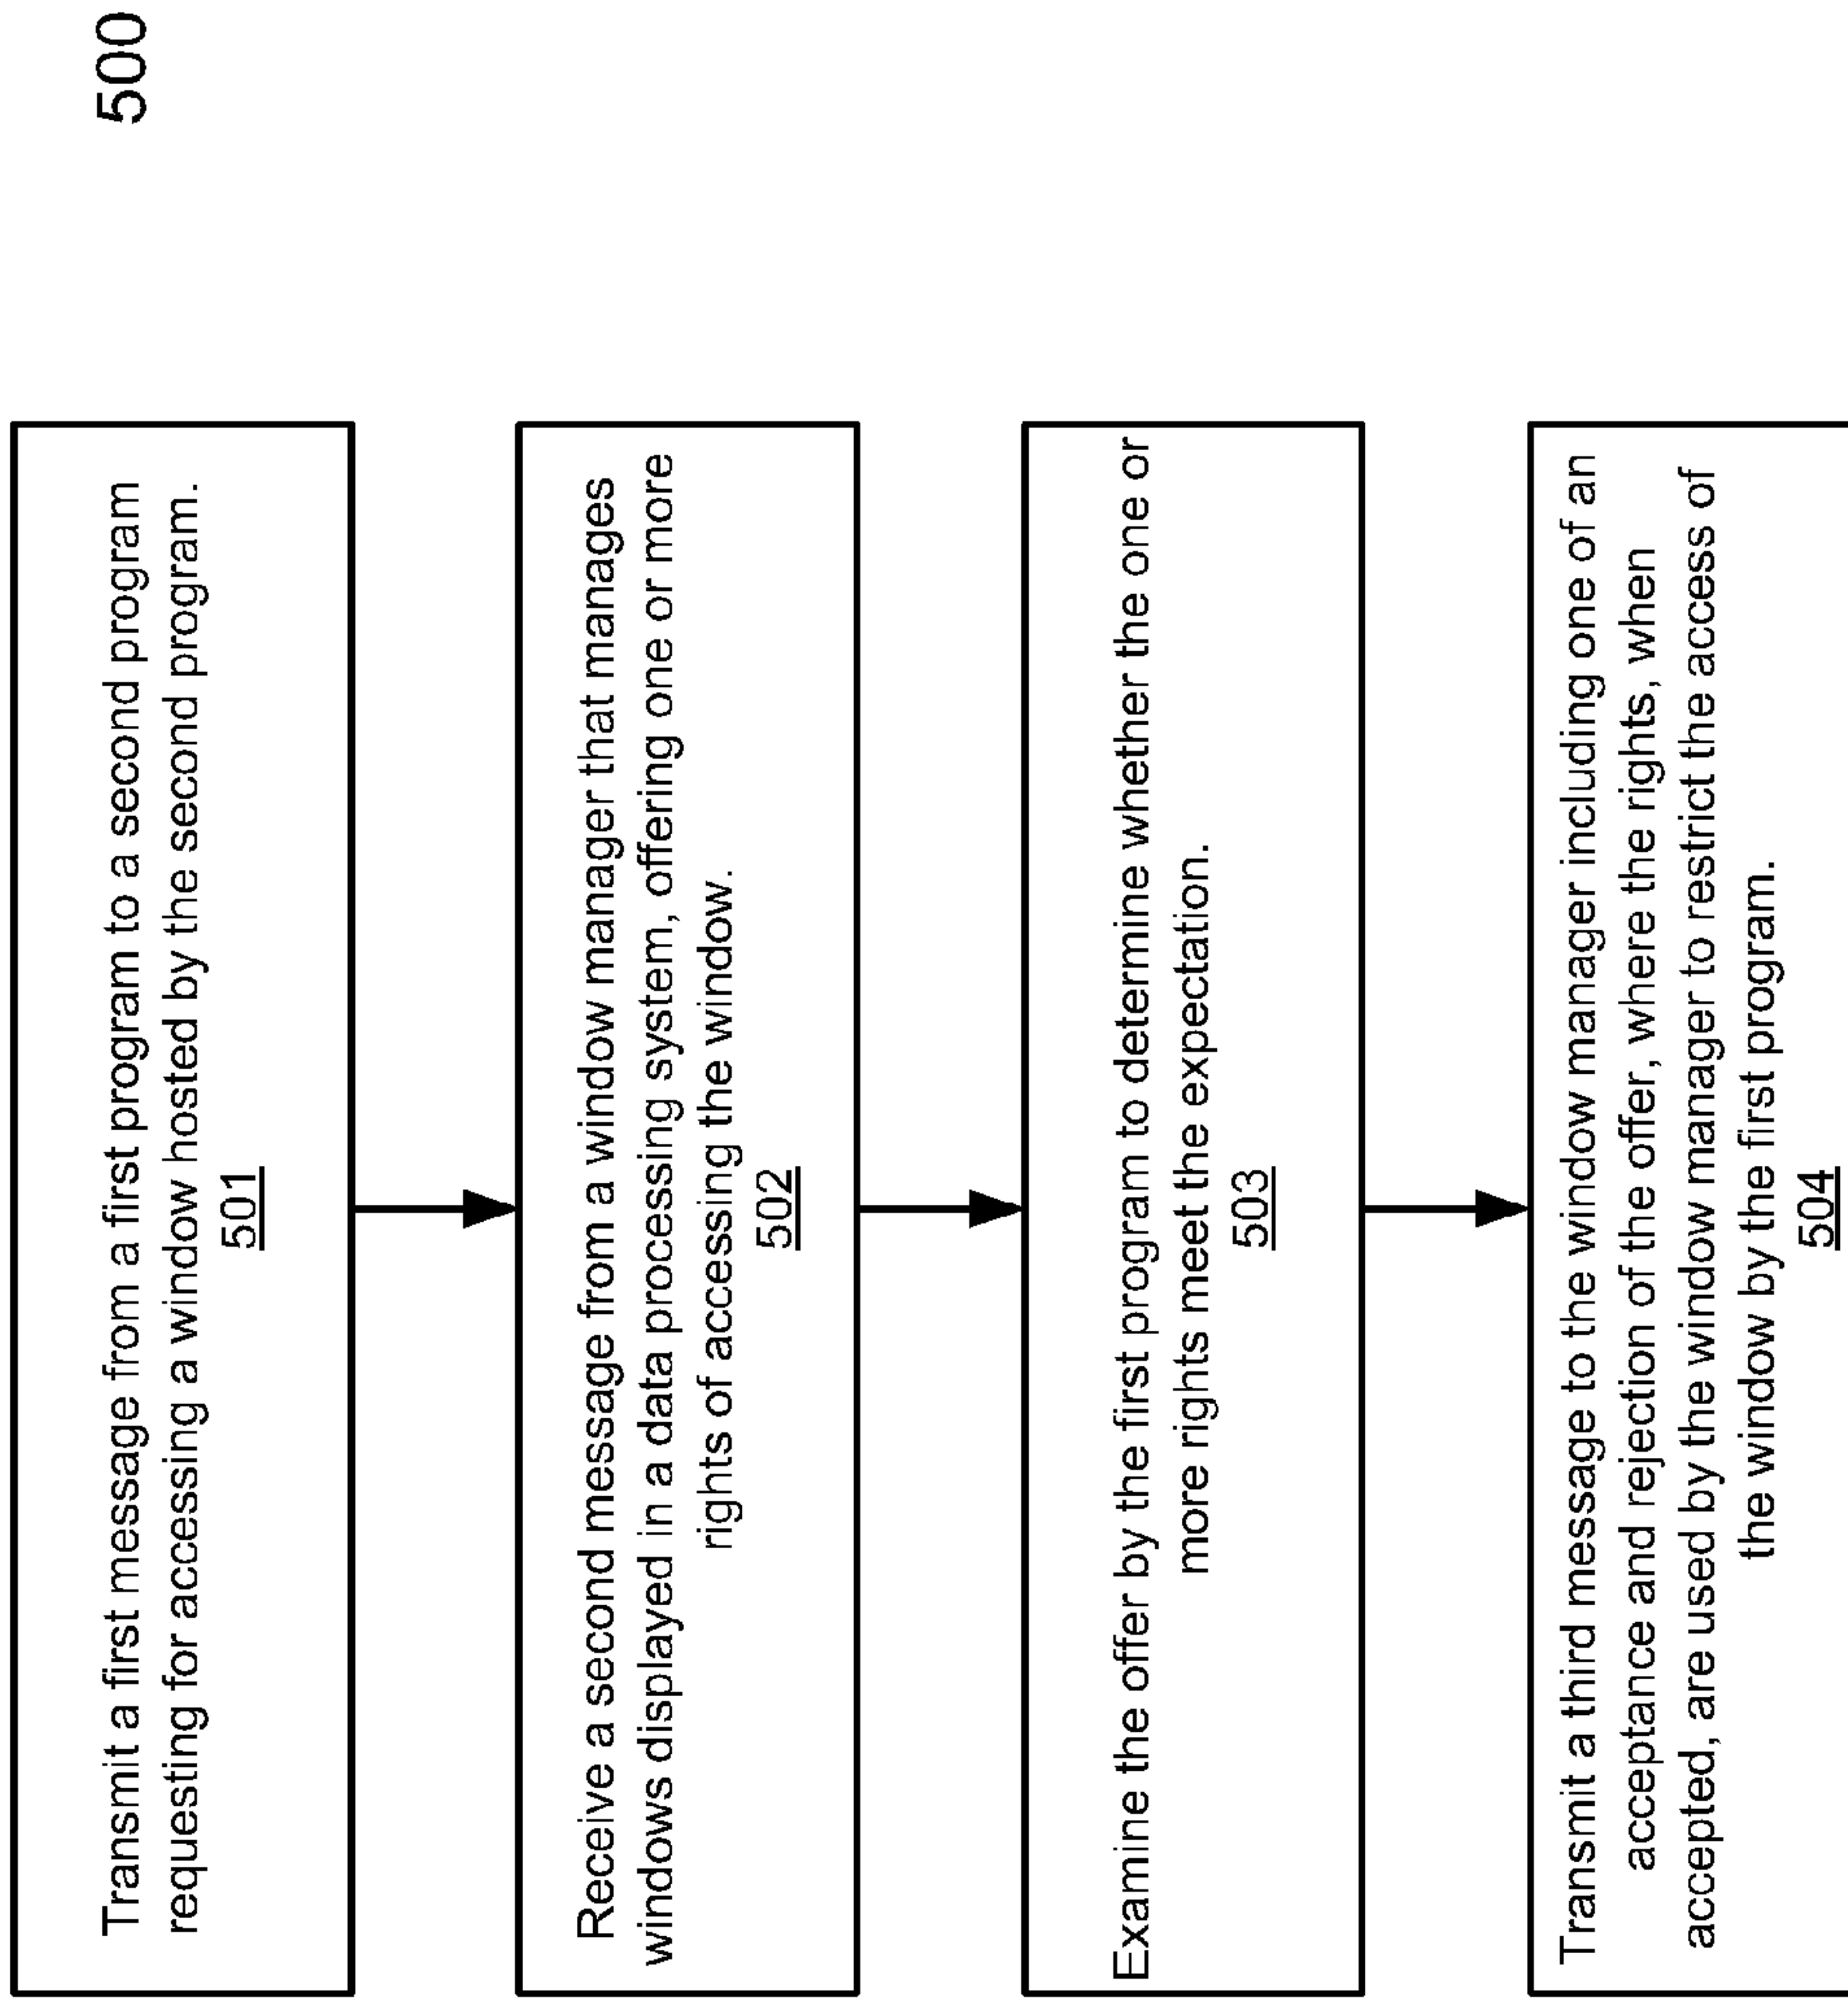 500
Transmit a first message from a first program to a second program
requesting for accessing a window hosted by the second program.
501
Receive a second message from a window manager that manages
windows displayed in a data processing system, offering one or more
rights of accessing the window.
502
Examine the offer by the first program to determine whether the one or
more rights meet the expectation.
503
Transmit a third message to the window manager including one of an
acceptance and rejection of the offer, where the rights, when
accepted, are used by the window manager to restrict the access of
the window by the first program.
504